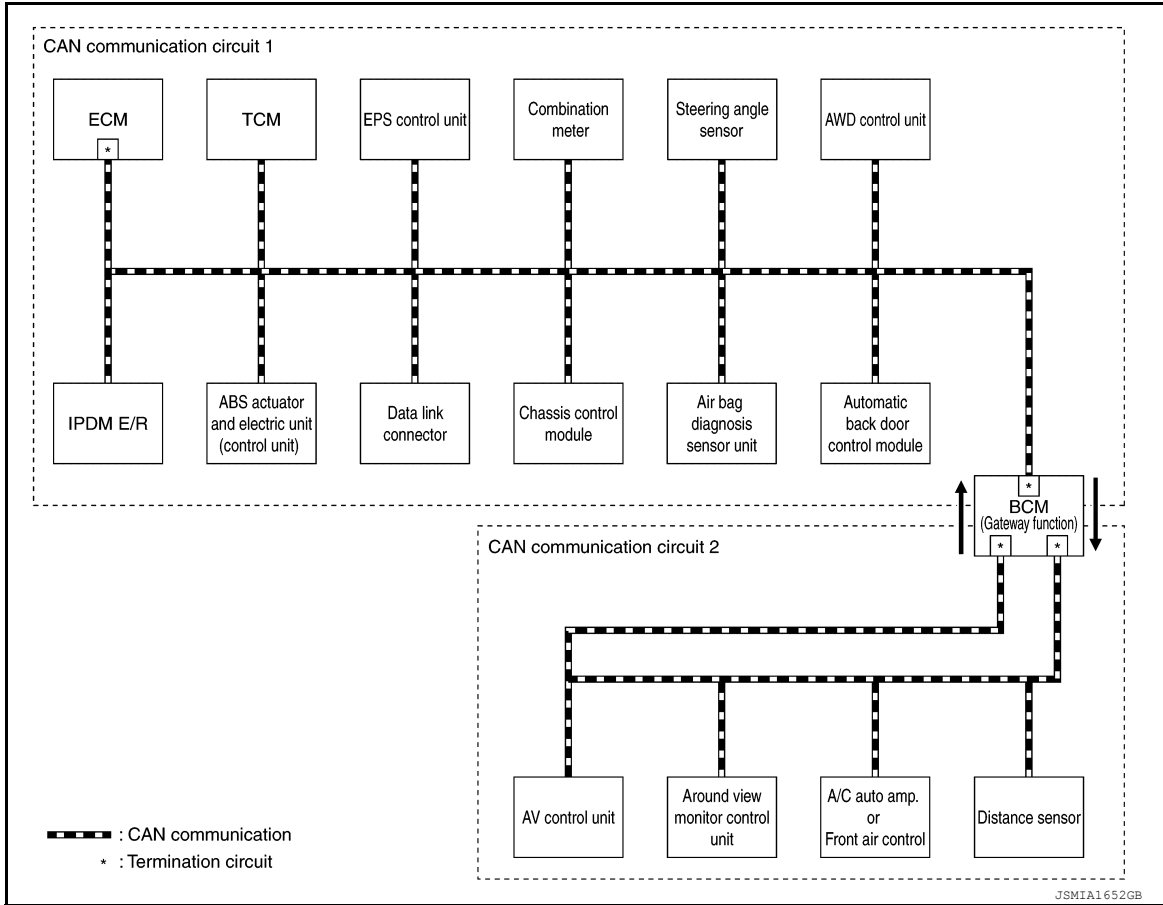 CAN communication circuit 1
ECM
*
TCM
EPS control unit
Combination
meter
Steering angle
sensor
AWD control unit
IPDM E/R
ABS actuator
and electric unit
(control unit)
Data link
connector
Chassis control
module
Air bag
diagnosis
sensor unit
Automatic
back door
control module
*
BCM
(Gateway function)
*
*
CAN communication circuit 2
AV control unit
Around view
monitor control
unit
A/C auto amp.
or
Front air control
Distance sensor
: CAN communication
* : Termination circuit
JSMIA1652GB